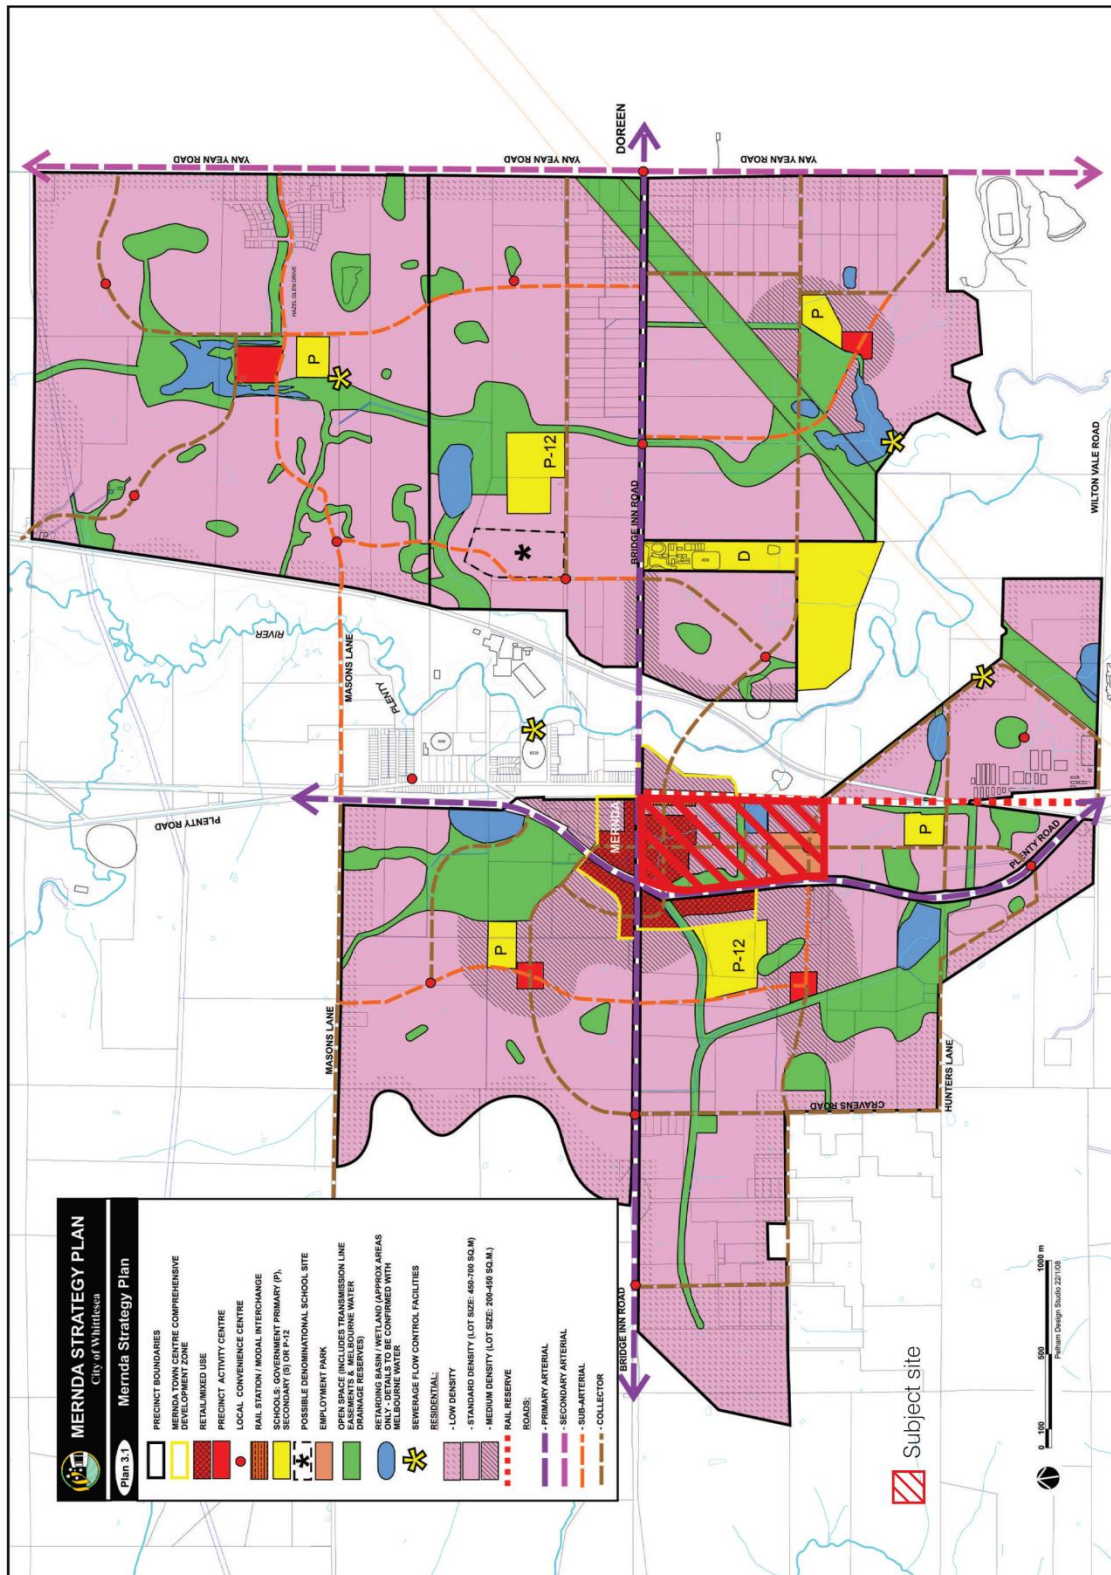 MERNDA STRATEGY PLAN
City of Whittlesea
Plan 3.1
Mernda Strategy Plan
PRECINCT BOUNDARIES
MERNDA TOWN CENTRE COMPREHENSIVE
DEVELOPMENT ZONE
RETAIL/MIXED USE
PRECINCT ACTIVITY CENTRE
LOCAL CONVENIENCE CENTRE
RAIL STATION / MODAL INTERCHANGE
SCHOOLS: GOVERNMENT PRIMARY (P),
SECONDARY (S) OR P-12
POSSIBLE DENOMINATIONAL SCHOOL SITE
EMPLOYMENT PARK
OPEN SPACE (INCLUDES TRANSMISSION LINE
EASEMENTS & MELBOURNE WATER
DRAINAGE RESERVES)
RETARDING BASIN / WETLAND (APPROX AREAS
ONLY - DETAILS TO BE CONFIRMED WITH
MELBOURNE WATER
SEWERAGE FLOW CONTROL FACILITIES
RESIDENTIAL:
- LOW DENSITY
- STANDARD DENSITY (LOT SIZE: 450-700 SQ.M)
- MEDIUM DENSITY (LOT SIZE: 200-450 SQ.M.)
RAIL RESERVE
ROADS:
- PRIMARY ARTERIAL
- SECONDARY ARTERIAL
- SUB-ARTERIAL
- COLLECTOR
Subject site
0 100 500 1000 m
Pelham Design Studio 22/1/08
MASONS LANE
PLENTY ROAD
MASONS LANE
PLENTY
RIVER
HAZEL GLEN DRIVE
YAN YEAN ROAD
YAN YEAN ROAD
YAN YEAN ROAD
DOREEN
P
P-12
BRIDGE INN ROAD
BRIDGE INN ROAD
MERNDA
P
P-12
D
P
P
CRAVENS ROAD
HUNTERS LANE
PLENTY ROAD
WILTON VALE ROAD